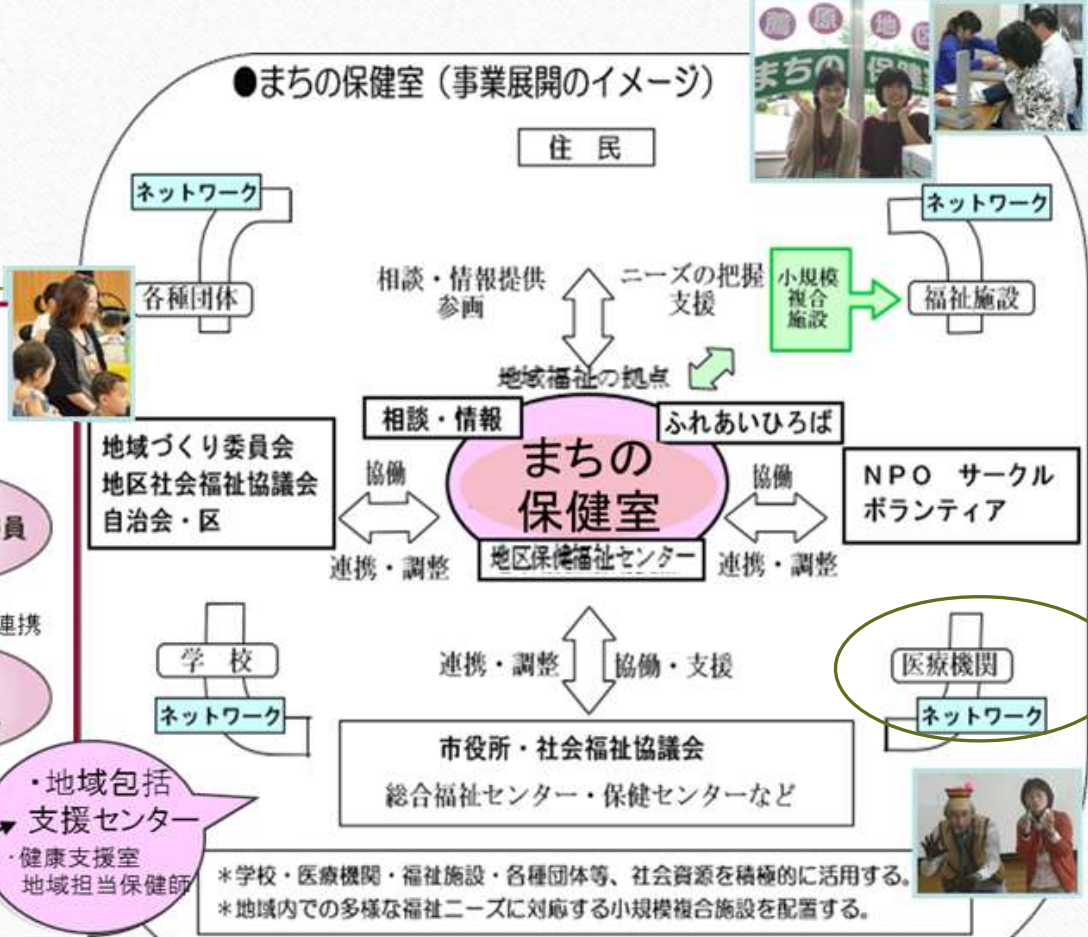 ●まちの保健室（事業展開のイメージ）
まちの 保健
住 民
ネットワーク
ネットワーク
各種団体
相談・情報提供
参画
ニーズの把握
支援
小規模
複合
施設
福祉施設
地域福祉の拠点
相談・情報
ふれあいひろば
まちの
保健室
地区保健福祉センター
地域づくり委員会
地区社会福祉協議会
自治会・区
協働
連携・調整
協働
連携・調整
NPO サークル
ボランティア
員
連携
学 校
ネットワーク
連携・調整
協働・支援
医療機関
ネットワーク
市役所・社会福祉協議会
総合福祉センター・保健センターなど
・地域包括
支援センター
・健康支援室
地域担当保健師
＊学校・医療機関・福祉施設・各種団体等、社会資源を積極的に活用する。
＊地域内での多様な福祉ニーズに対応する小規模複合施設を配置する。